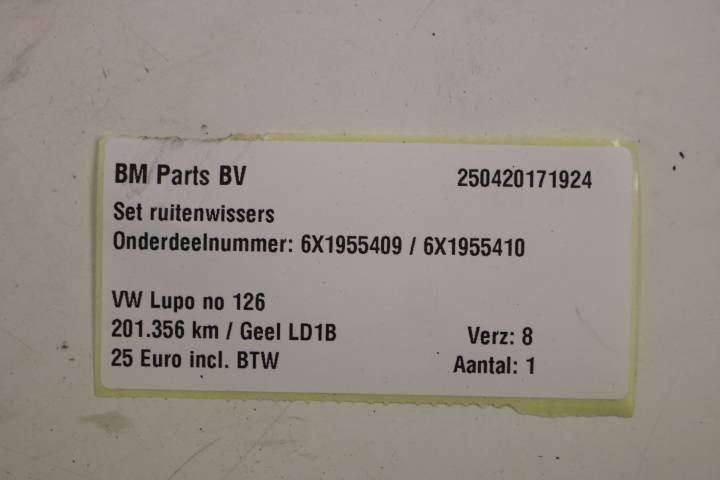 BM Parts BV 250420171924
Set ruitenwissers
Onderdeelnummer: 6X1955409 / 6X1955410
VW Lupo no 126
201.356 km / Geel LD1B Verz: 8
25 Euro incl. BTW Aantal: 1